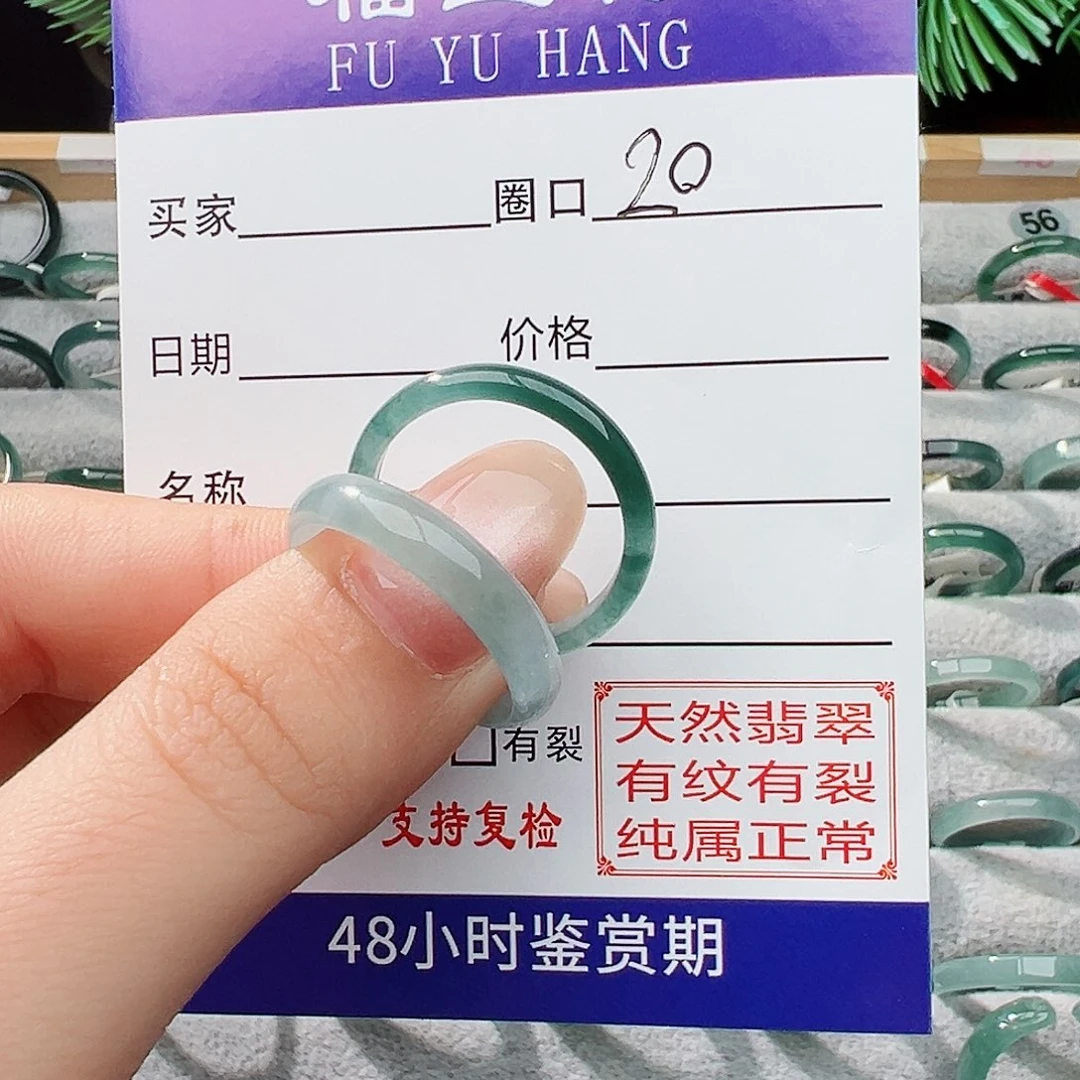 FU YU HANG
买家 圈口 20
日期 价格
名称
有裂
支持复检
天然翡翠
有纹有裂
纯属正常
48小时鉴赏期
56